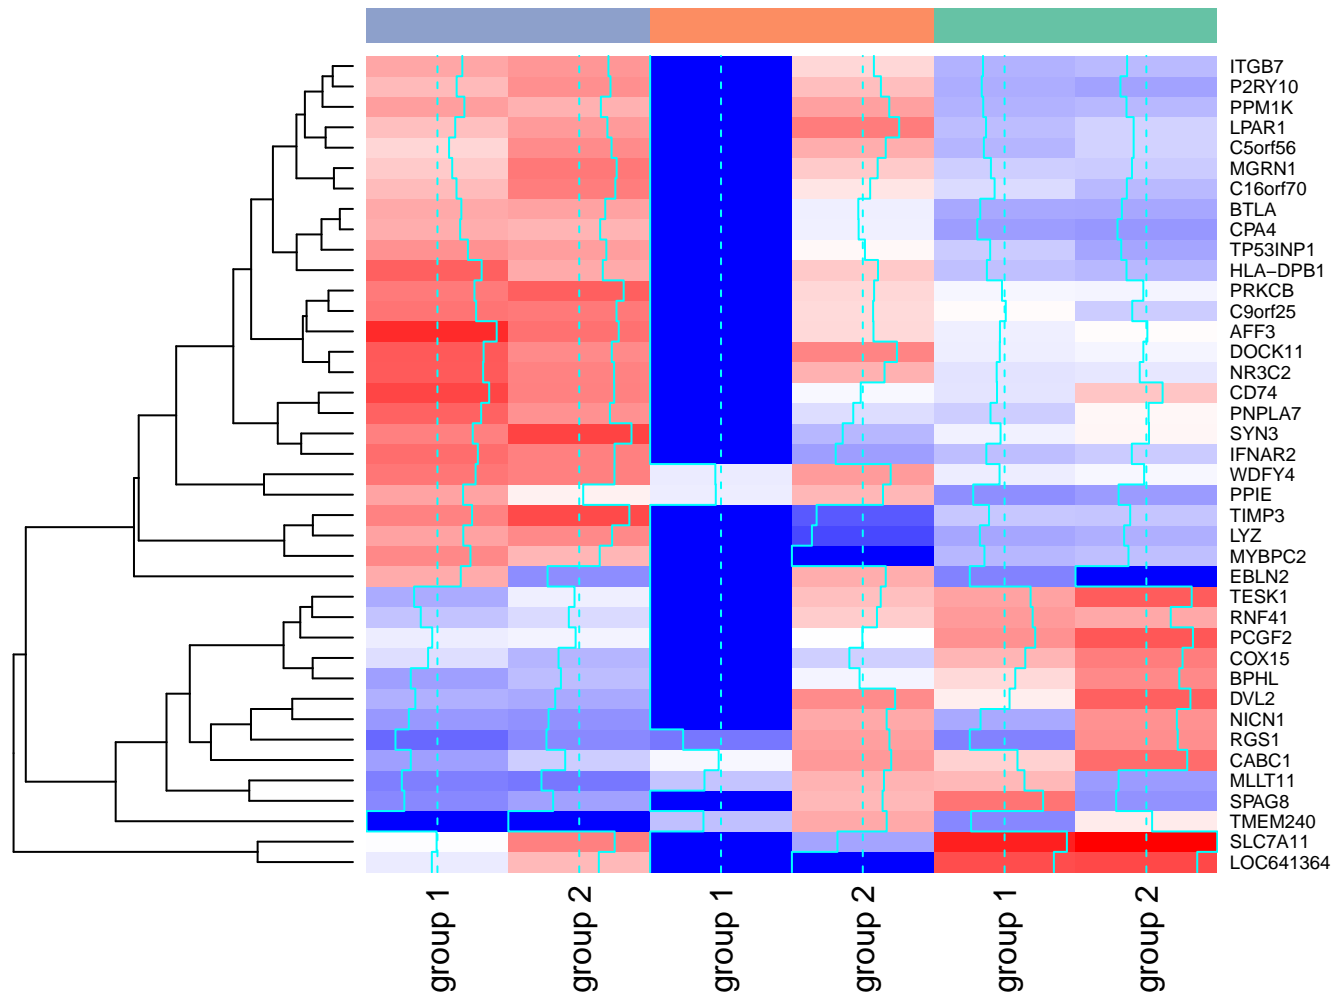 ITGB7
P2RY10
PPM1K
LPAR1
C5orf56
MGRN1
C16orf70
BTLA
CPA4
TP53INP1
HLA−DPB1
PRKCB
C9orf25
AFF3
DOCK11
NR3C2
CD74
PNPLA7
SYN3
IFNAR2
WDFY4
PPIE
TIMP3
LYZ
MYBPC2
EBLN2
TESK1
RNF41
PCGF2
COX15
BPHL
DVL2
NICN1
RGS1
CABC1
MLLT11
SPAG8
TMEM240
SLC7A11
LOC641364
group 1
group 2
group 1
group 2
group 1
group 2